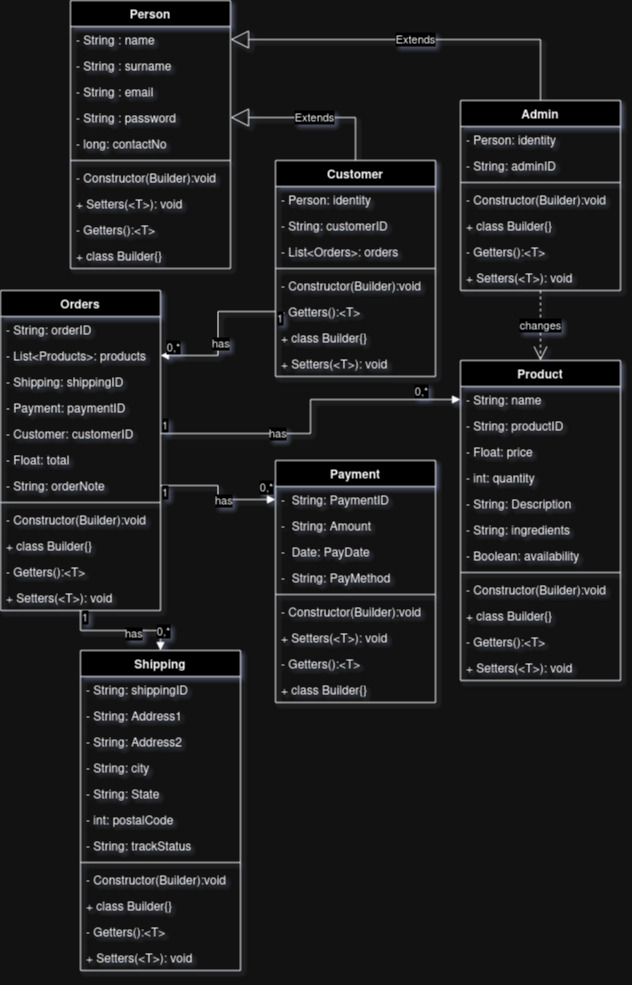 Person
- String : name
- String : surname
- String : email
- String : password
- long: contactNo
- Constructor(Builder):void
+ Setters(<T>): void
- Getters():<T>
+ class Builder{}
Extends
Extends
Admin
- Person: identity
- String: adminID
- Constructor(Builder):void
+ class Builder{}
- Getters():<T>
+ Setters(<T>): void
Customer
- Person: identity
- String: customerID
- List<Orders>: orders
- Constructor(Builder):void
Getters():<T>
+ class Builder{}
+ Setters(<T>): void
1
has
0,*
changes
Orders
- String: orderID
- List<Products>: products
- Shipping: shippingID
- Payment: paymentID
- Customer: customerID
- Float: total
- String: orderNote
- Constructor(Builder):void
+ class Builder{}
- Getters():<T>
+ Setters(<T>): void
1
has
0,*
1
has
0,*
1
has
0,*
Product
- String: name
- String: productID
- Float: price
- int: quantity
- String: Description
- String: ingredients
- Boolean: availability
- Constructor(Builder):void
+ class Builder{}
- Getters():<T>
+ Setters(<T>): void
Payment
- String: PaymentID
- String: Amount
- Date: PayDate
- String: PayMethod
- Constructor(Builder):void
+ Setters(<T>): void
- Getters():<T>
+ class Builder{}
Shipping
- String: shippingID
- String: Address1
- String: Address2
- String: city
- String: State
- int: postalCode
- String: trackStatus
- Constructor(Builder):void
+ class Builder{}
- Getters():<T>
+ Setters(<T>): void